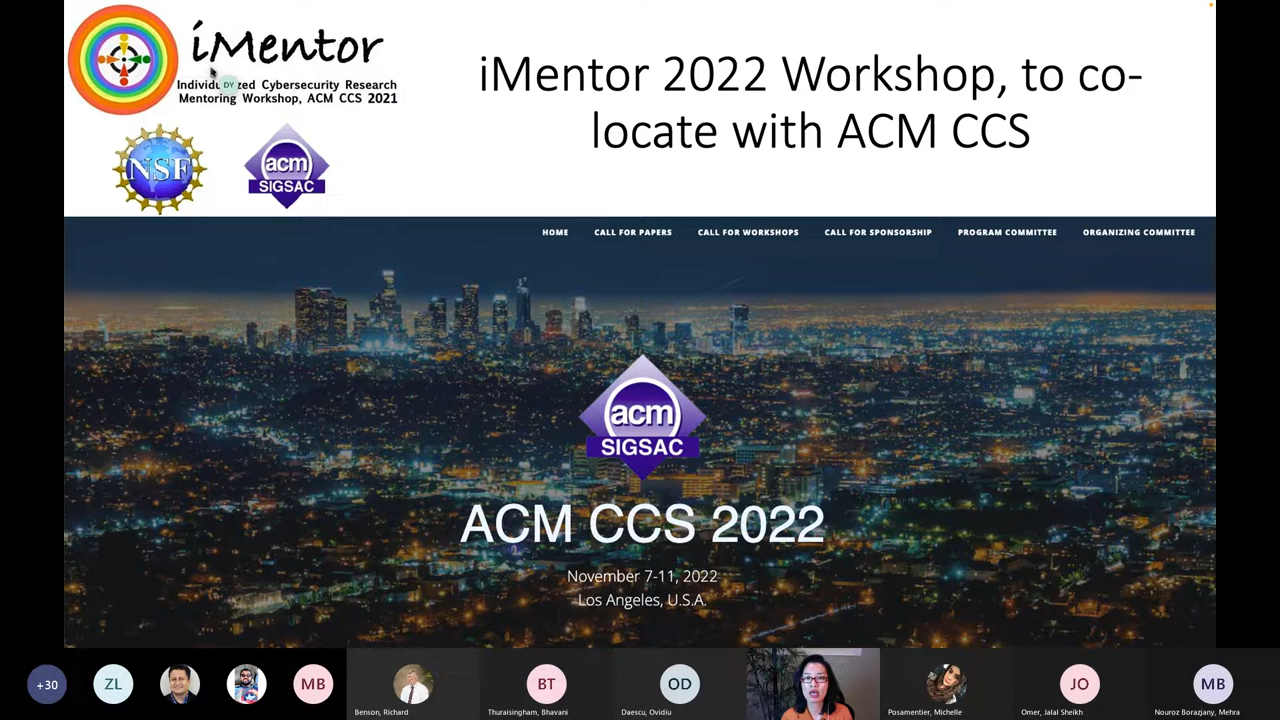 iMentor
Individualized Cybersecurity Research
DY
Mentoring Workshop, ACM CCS 2021
NSF
acm
SIGSAC
iMentor 2022 Workshop, to co-
locate with ACM CCS
HOME CALL FOR PAPERS CALL FOR WORKSHOPS CALL FOR SPONSORSHIP PROGRAM COMMITTEE ORGANIZING COMMITTEE
acm
SIGSAC
ACM CCS 2022
November 7-11, 2022
Los Angeles, U.S.A.
+30
ZL
MB
Benson, Richard
BT
Thuraisingham, Bhavani
OD
Daescu, Ovidiu
Posamentier, Michelle
JO
Omer, Jalal Sheikh
MB
Nouroz Borazjany, Mehra